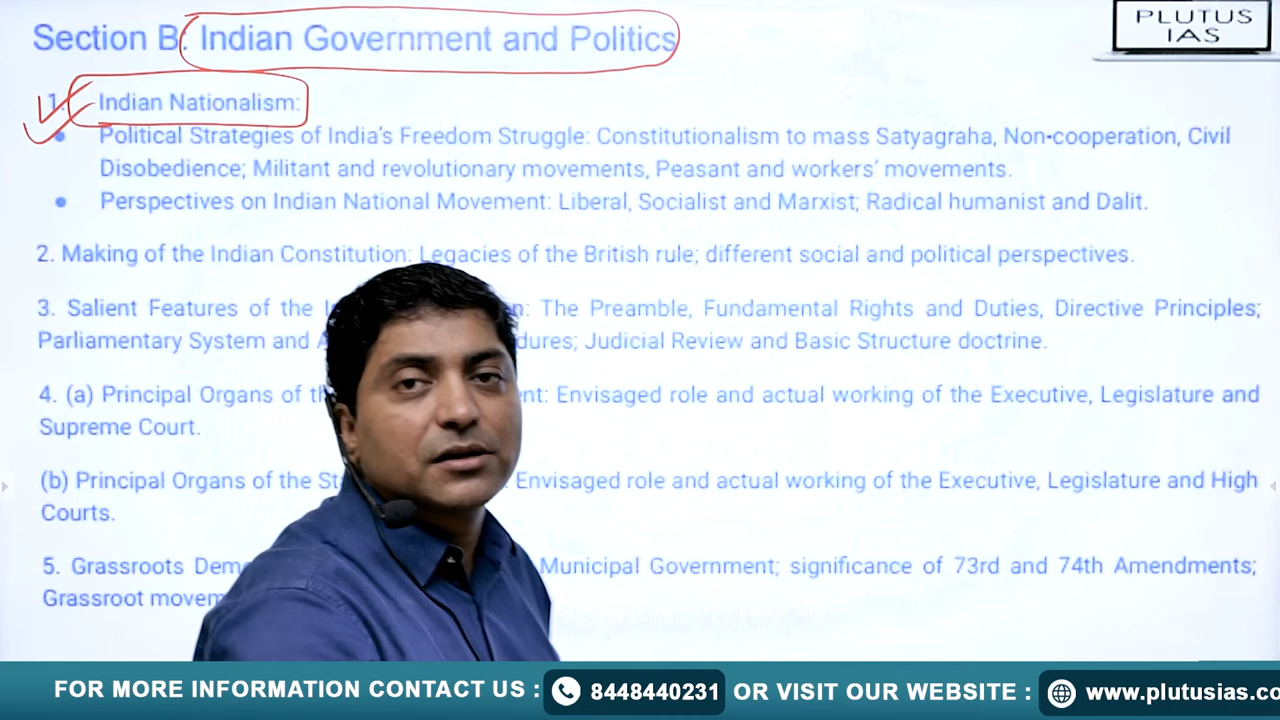 Section B: Indian Government and Politics
PLUTUS
IAS
1. Indian Nationalism:
● Political Strategies of India's Freedom Struggle: Constitutionalism to mass Satyagraha, Non-cooperation, Civil
Disobedience; Militant and revolutionary movements, Peasant and workers' movements.
● Perspectives on Indian National Movement: Liberal, Socialist and Marxist; Radical humanist and Dalit.
2. Making of the Indian Constitution: Legacies of the British rule; different social and political perspectives.
3. Salient Features of the : The Preamble, Fundamental Rights and Duties, Directive Principles;
Parliamentary System and Judicial Review and Basic Structure doctrine.
4. (a) Principal Organs of Envisaged role and actual working of the Executive, Legislature and
Supreme Court.
(b) Principal Organs of the Envisaged role and actual working of the Executive, Legislature and High
Courts.
5. Grassroots Municipal Government; significance of 73rd and 74th Amendments;
Grassroot
FOR MORE INFORMATION CONTACT US : 8448440231 OR VISIT OUR WEBSITE : www.plutusias.co